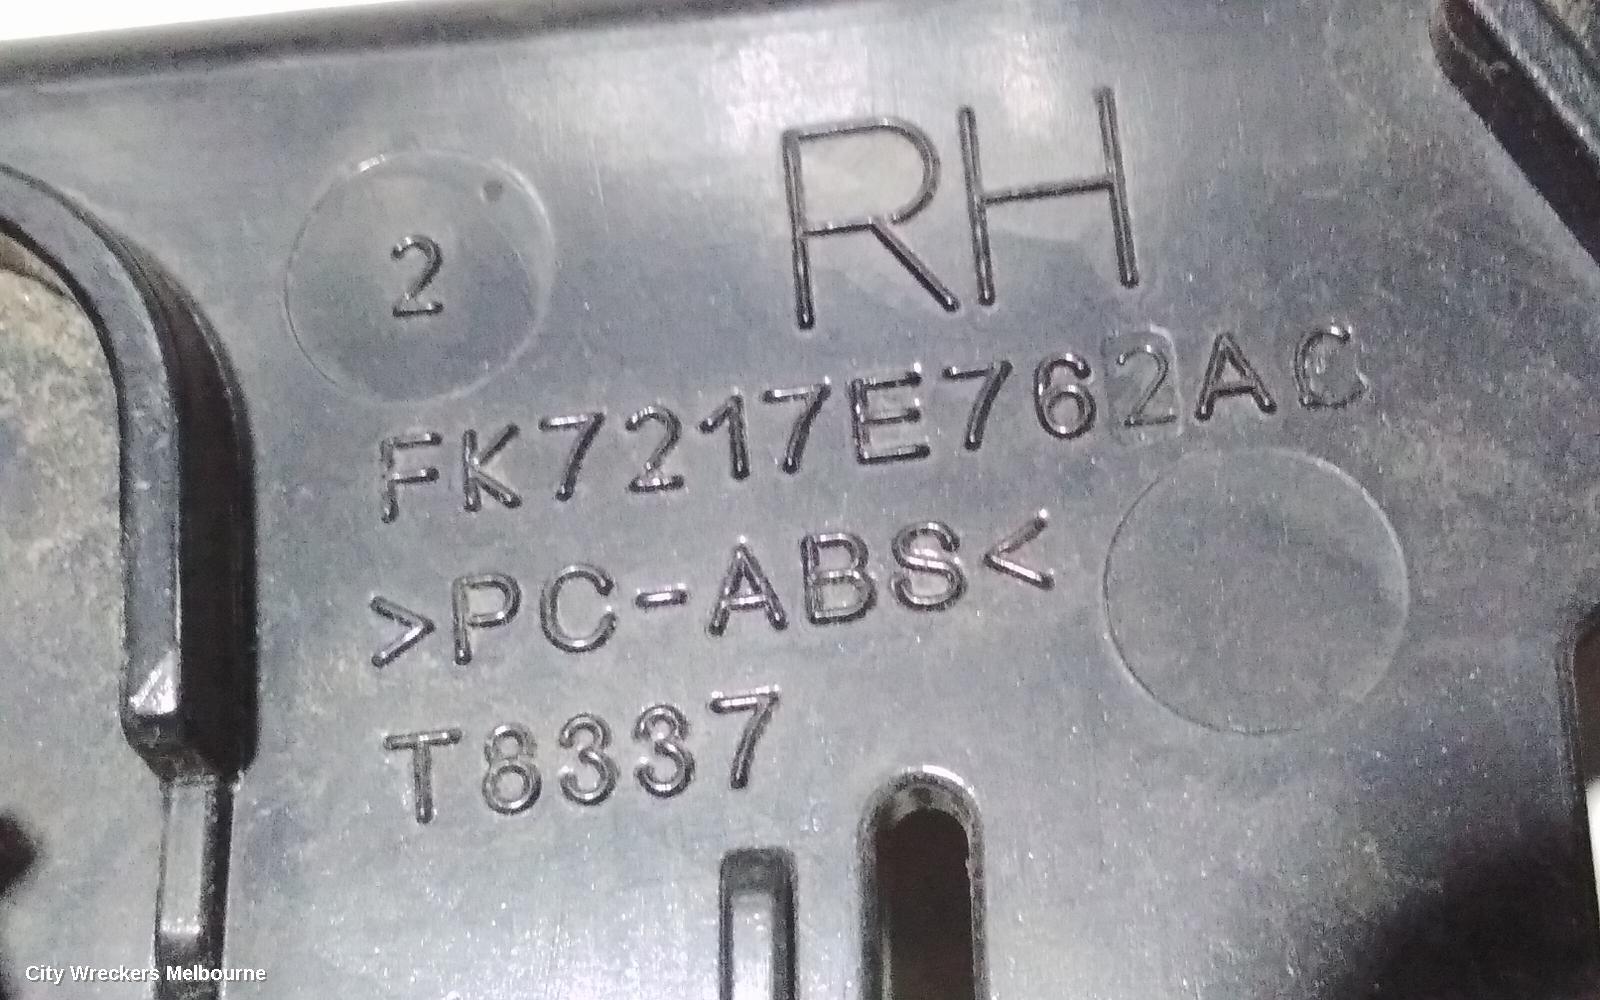 RH
2
FK7217E762AC
>PC-ABS<
T8337
City Wreckers Melbourne